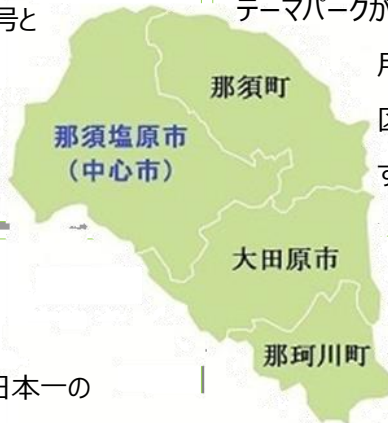 号と
テーマパークが
那須町
那須塩原市
(中心市)
大田原市
那珂川町
日本一の